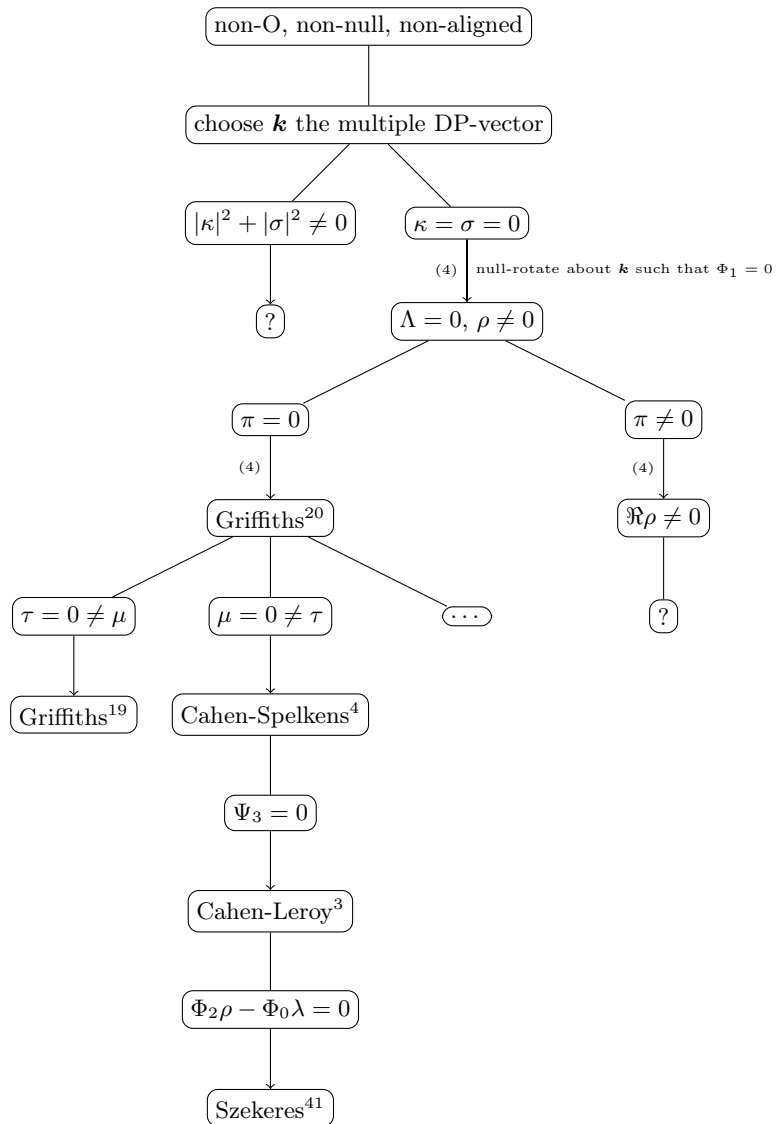 non-O, non-null, non-aligned
choose k the multiple DP-vector
|κ|² + |σ|² ≠ 0
κ = σ = 0
(4) null-rotate about k such that Φ₁ = 0
?
Λ = 0, ρ ≠ 0
π = 0
π ≠ 0
(4)
(4)
Griffiths²⁰
ℜρ ≠ 0
τ = 0 ≠ μ
μ = 0 ≠ τ
···
?
Griffiths¹⁹
Cahen-Spelkens⁴
Ψ₃ = 0
Cahen-Leroy³
Φ₂ρ − Φ₀λ = 0
Szekeres⁴¹